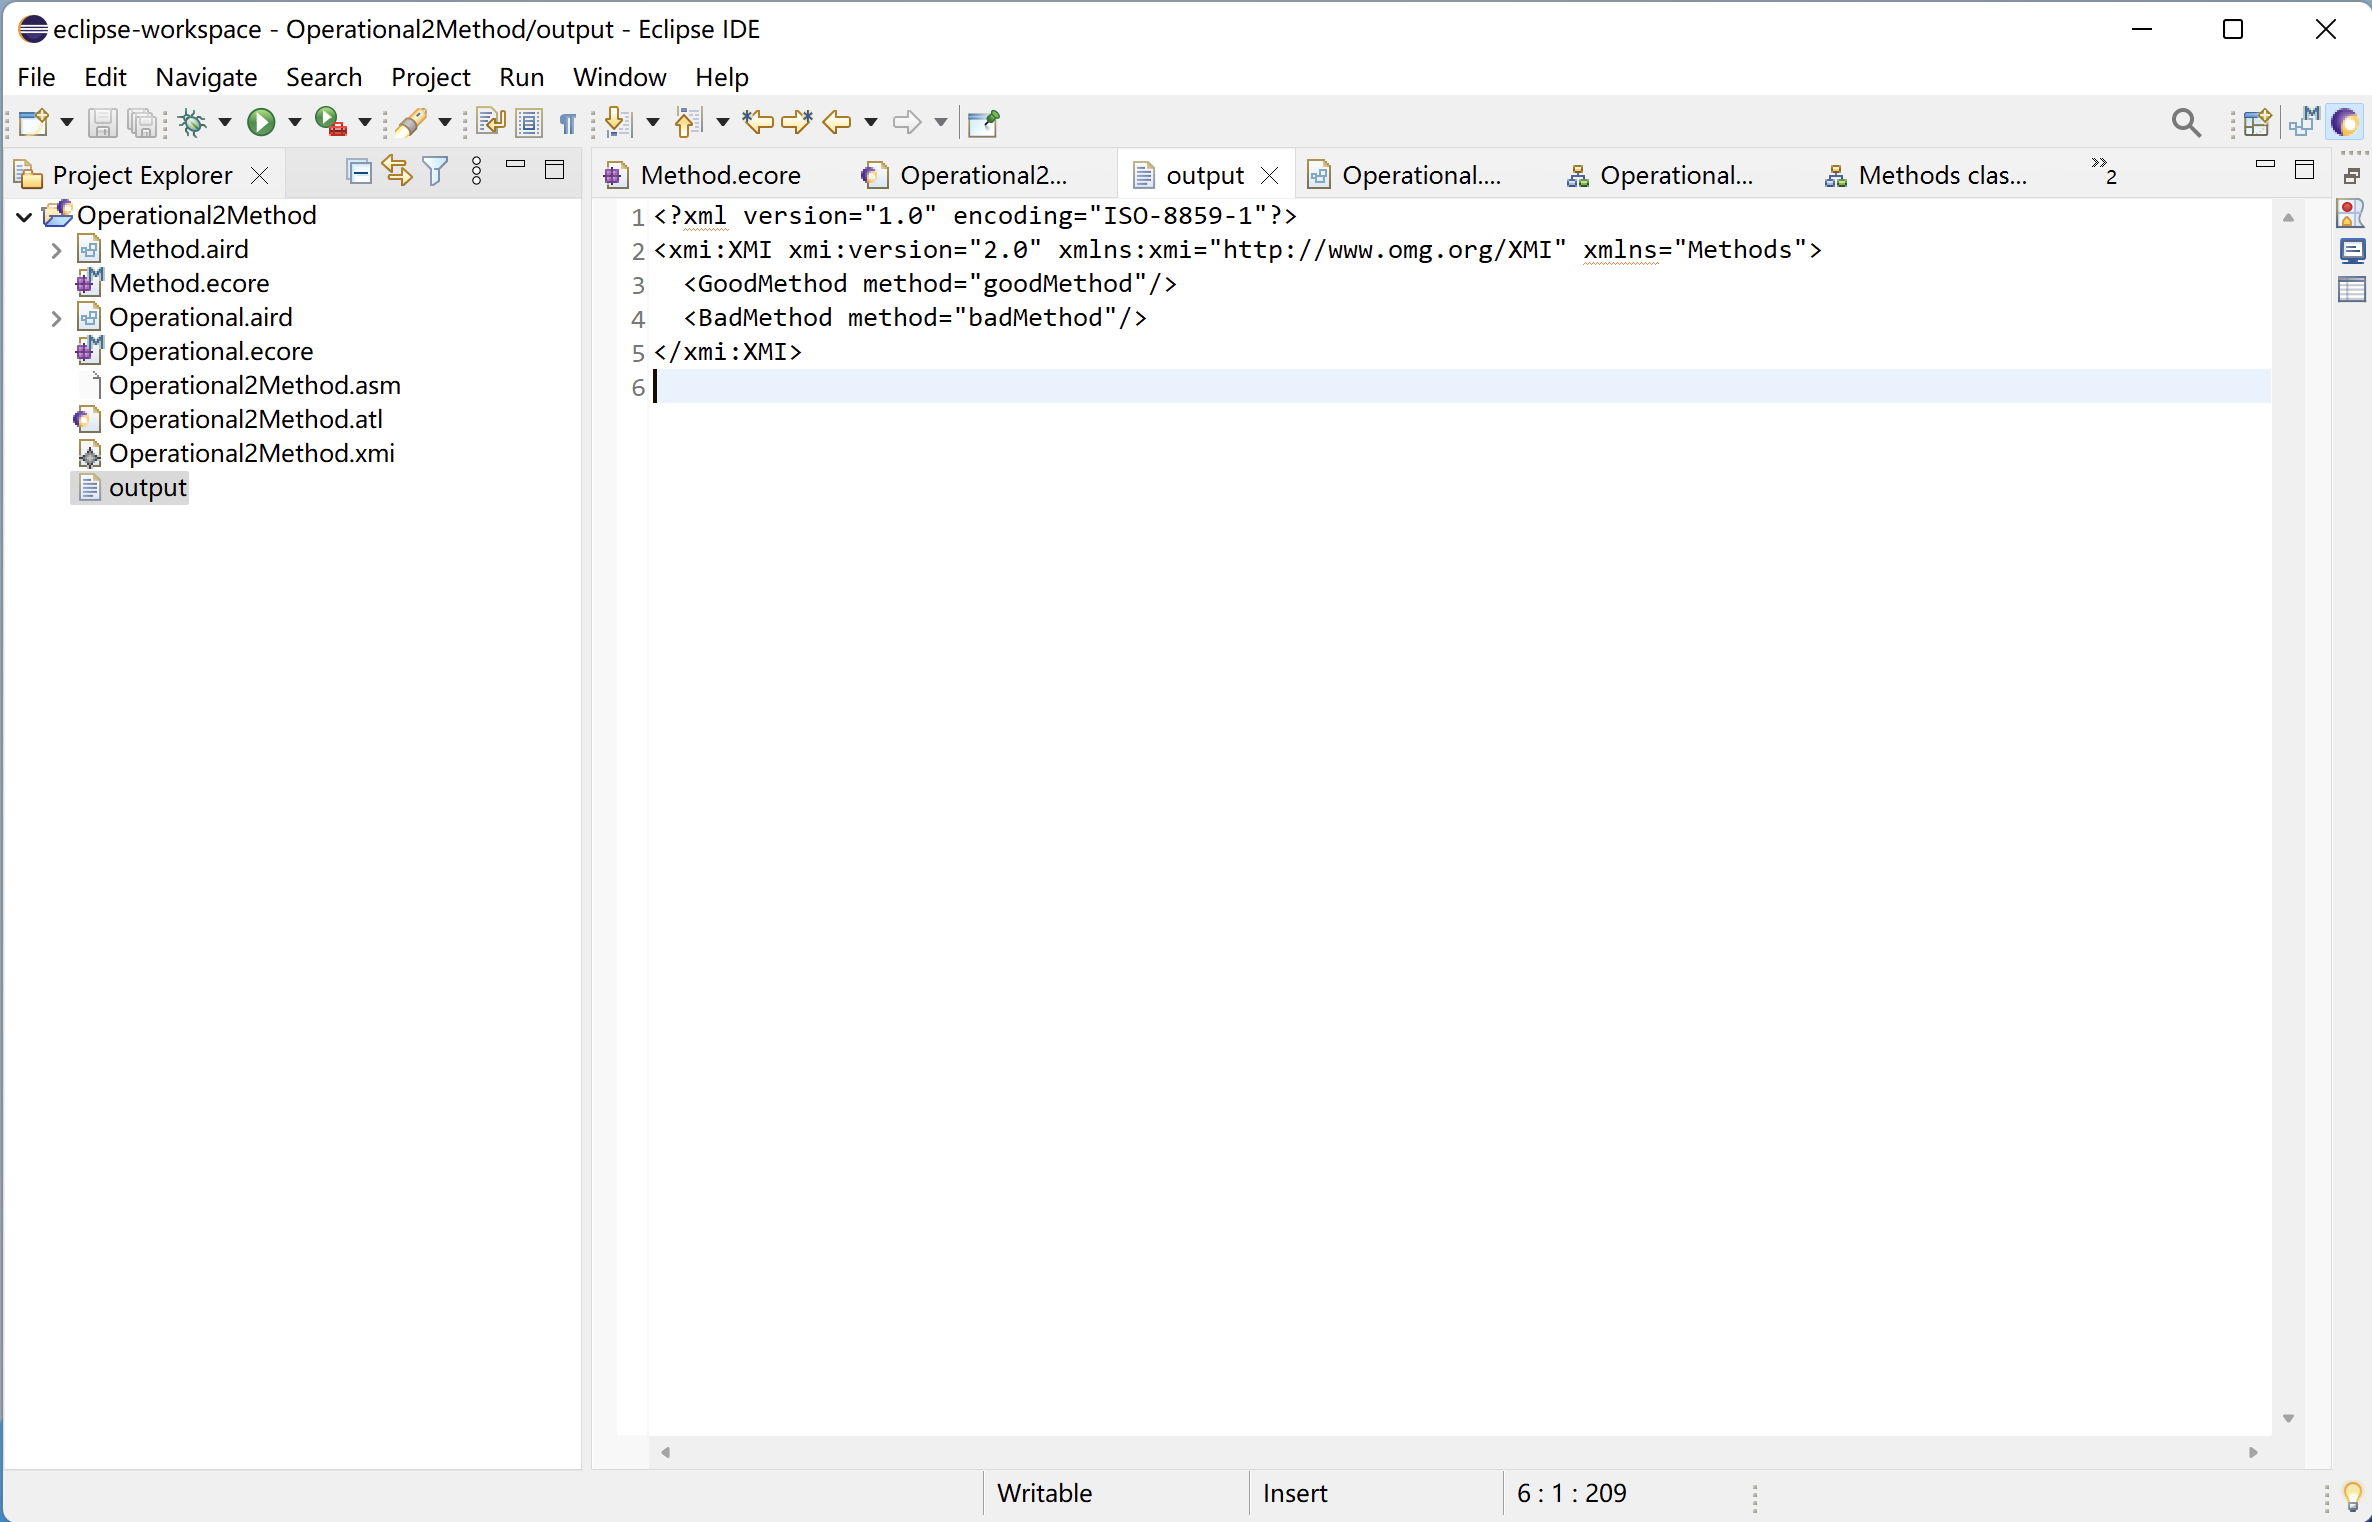 eclipse-workspace - Operational2Method/output - Eclipse IDE
File Edit Navigate Search Project Run Window Help
Project Explorer
Method.ecore Operational2... output Operational.... Operational... Methods clas... »2
Operational2Method
Method.aird
Method.ecore
Operational.aird
Operational.ecore
Operational2Method.asm
Operational2Method.atl
Operational2Method.xmi
output
1 <?xml version="1.0" encoding="ISO-8859-1"?>
2 <xmi:XMI xmi:version="2.0" xmlns:xmi="http://www.omg.org/XMI" xmlns="Methods">
3   <GoodMethod method="goodMethod"/>
4   <BadMethod method="badMethod"/>
5 </xmi:XMI>
6
Writable Insert 6 : 1 : 209